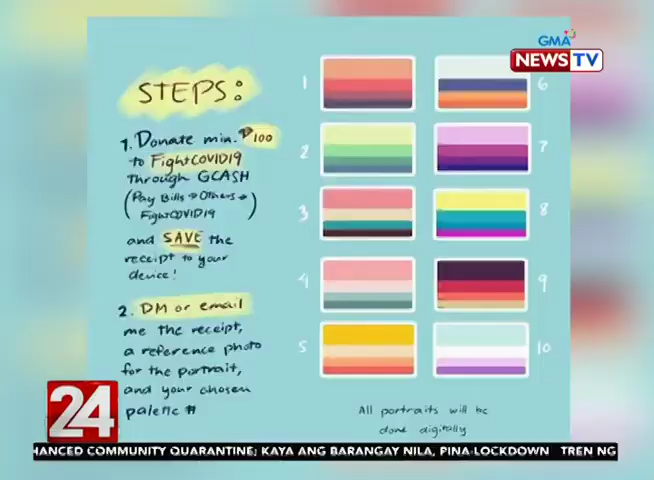 GMA
NEWS TV
STEPS:
1. Donate min. ₱100
to FightCOVID19
through GCASH
(Pay Bills → Others →
FightCOVID19)
and SAVE the
receipt to your
device!
2. DM or email
me the receipt,
a reference photo
for the portrait,
and your chosen
palette #
1
2
3
4
5
6
7
8
9
10
All portraits will be
done digitally
24
HANCED COMMUNITY QUARANTINE; KAYA ANG BARANGAY NILA, PINA-LOCKDOWN TREN NG